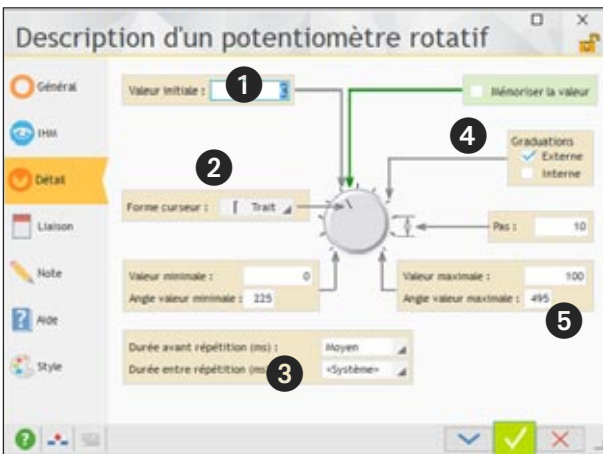 Description d'un potentiomètre rotatif
Général
IHM
Détail
Liaison
Note
Aide
Style
1
Valeur initiale :
Mémoriser la valeur
4
Graduations
Externe
Interne
2
Forme curseur : Trait
Pas : 10
Valeur minimale : 0
Angle valeur minimale : 225
Valeur maximale : 100
Angle valeur maximale : 495
5
Durée avant répétition (ms) : Moyen
Durée entre répétition (ms <Système>
3
?